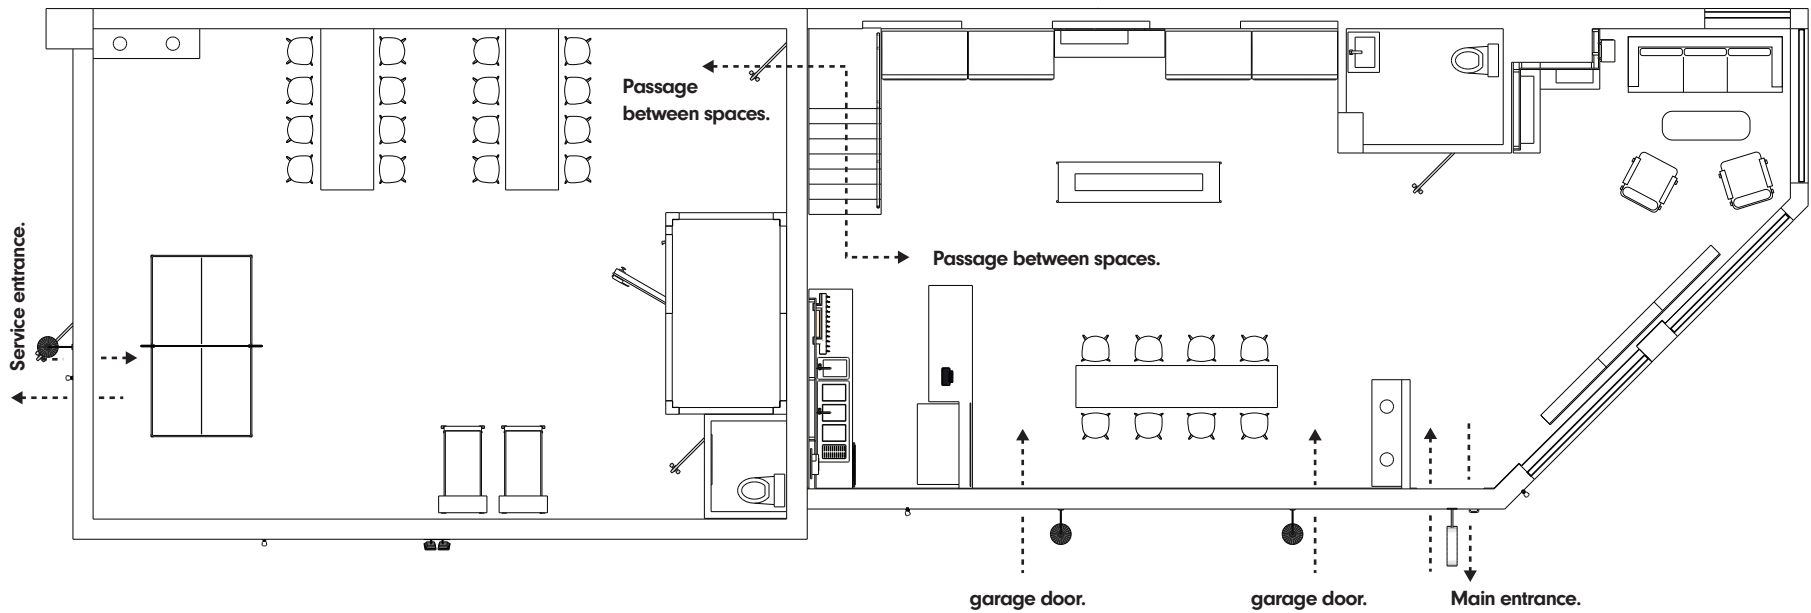 Passage
between spaces.
Passage between spaces.
Service entrance.
garage door.
garage door.
Main entrance.